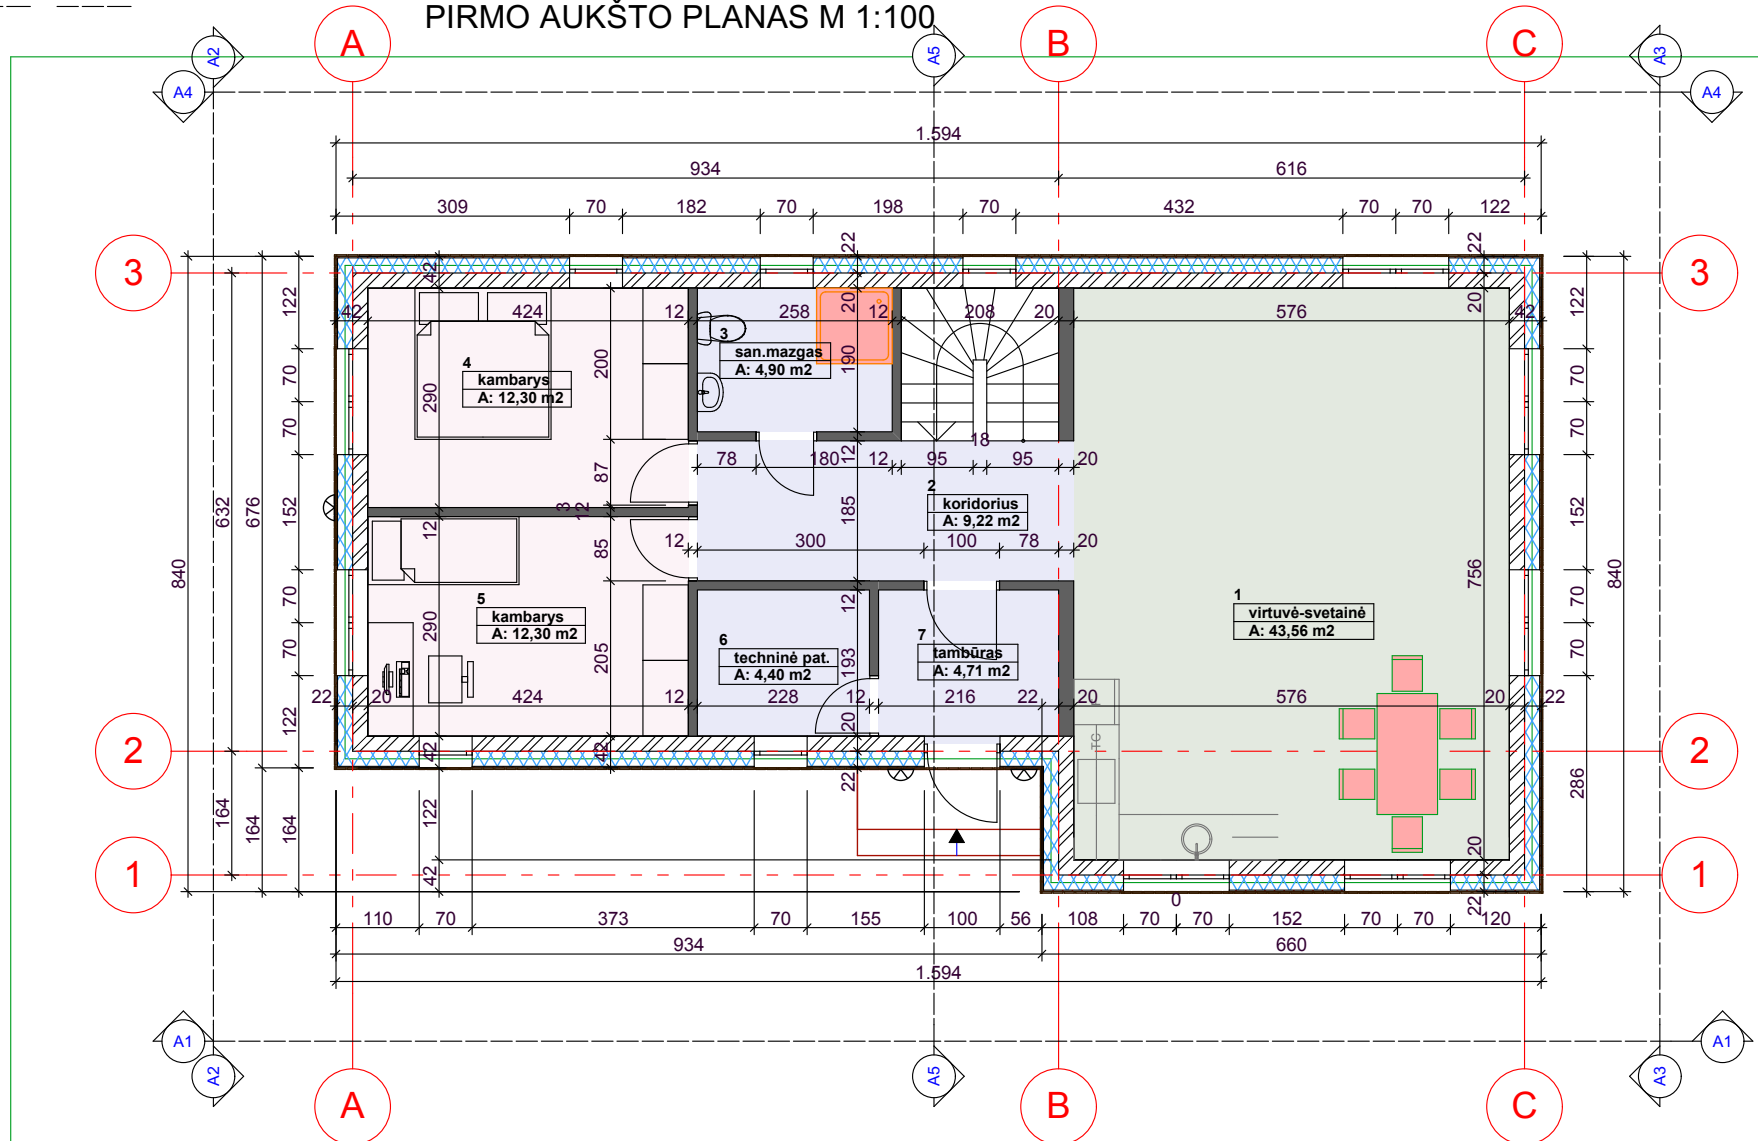 PIRMO AUKŠTO PLANAS M 1:100
A B C
A2 A5 A3
A4 A4
1.594
934 616
309 70 182 70 198 70 432 70 70 122
22 22
3 3
42 20 20
42 424 12 258 12 208 20 576 42
122 122
3
san.mazgas
A: 4,90 m2
4
kambarys
A: 12,30 m2
200 190 290
70 70
70 70
18
78 180 12 95 95 20
12
87
2
koridorius
A: 9,22 m2
632 676 152 185 152
3 12
12 85
12 300 100 78 20
840 756 840
70 12 70
1
virtuvė-svetainė
A: 43,56 m2
5
kambarys
A: 12,30 m2
290 205 193
6
techninė pat.
A: 4,40 m2
7
tambūras
A: 4,71 m2
70 70
22 20 424 12 228 12 216 22 20 576 20 22
122 20
TC
2 2
42 42 22
286
164 164 164 122
20
1 1
42
0 22
110 70 373 70 155 100 56 108 70 70 152 70 70 120
934 660
1.594
A1 A1
A2 A5 A3
A B C